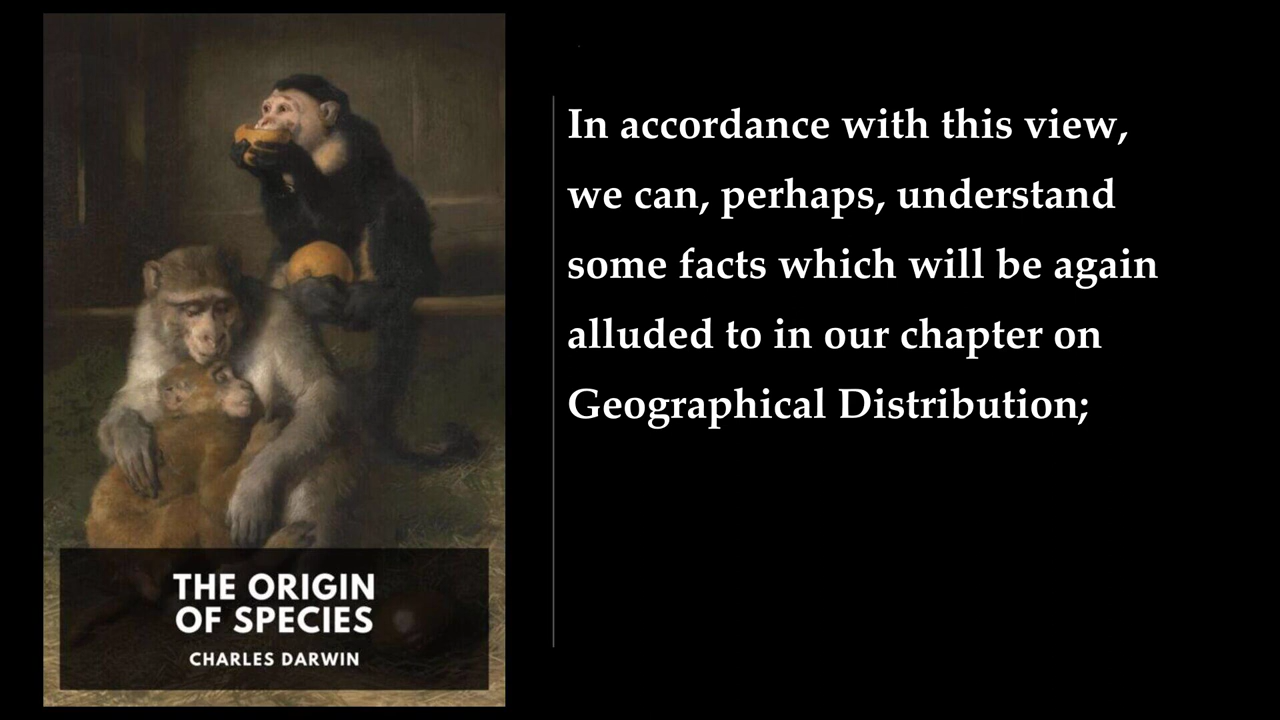 In accordance with this view,
we can, perhaps, understand
some facts which will be again
alluded to in our chapter on
Geographical Distribution;
THE ORIGIN
OF SPECIES
CHARLES DARWIN